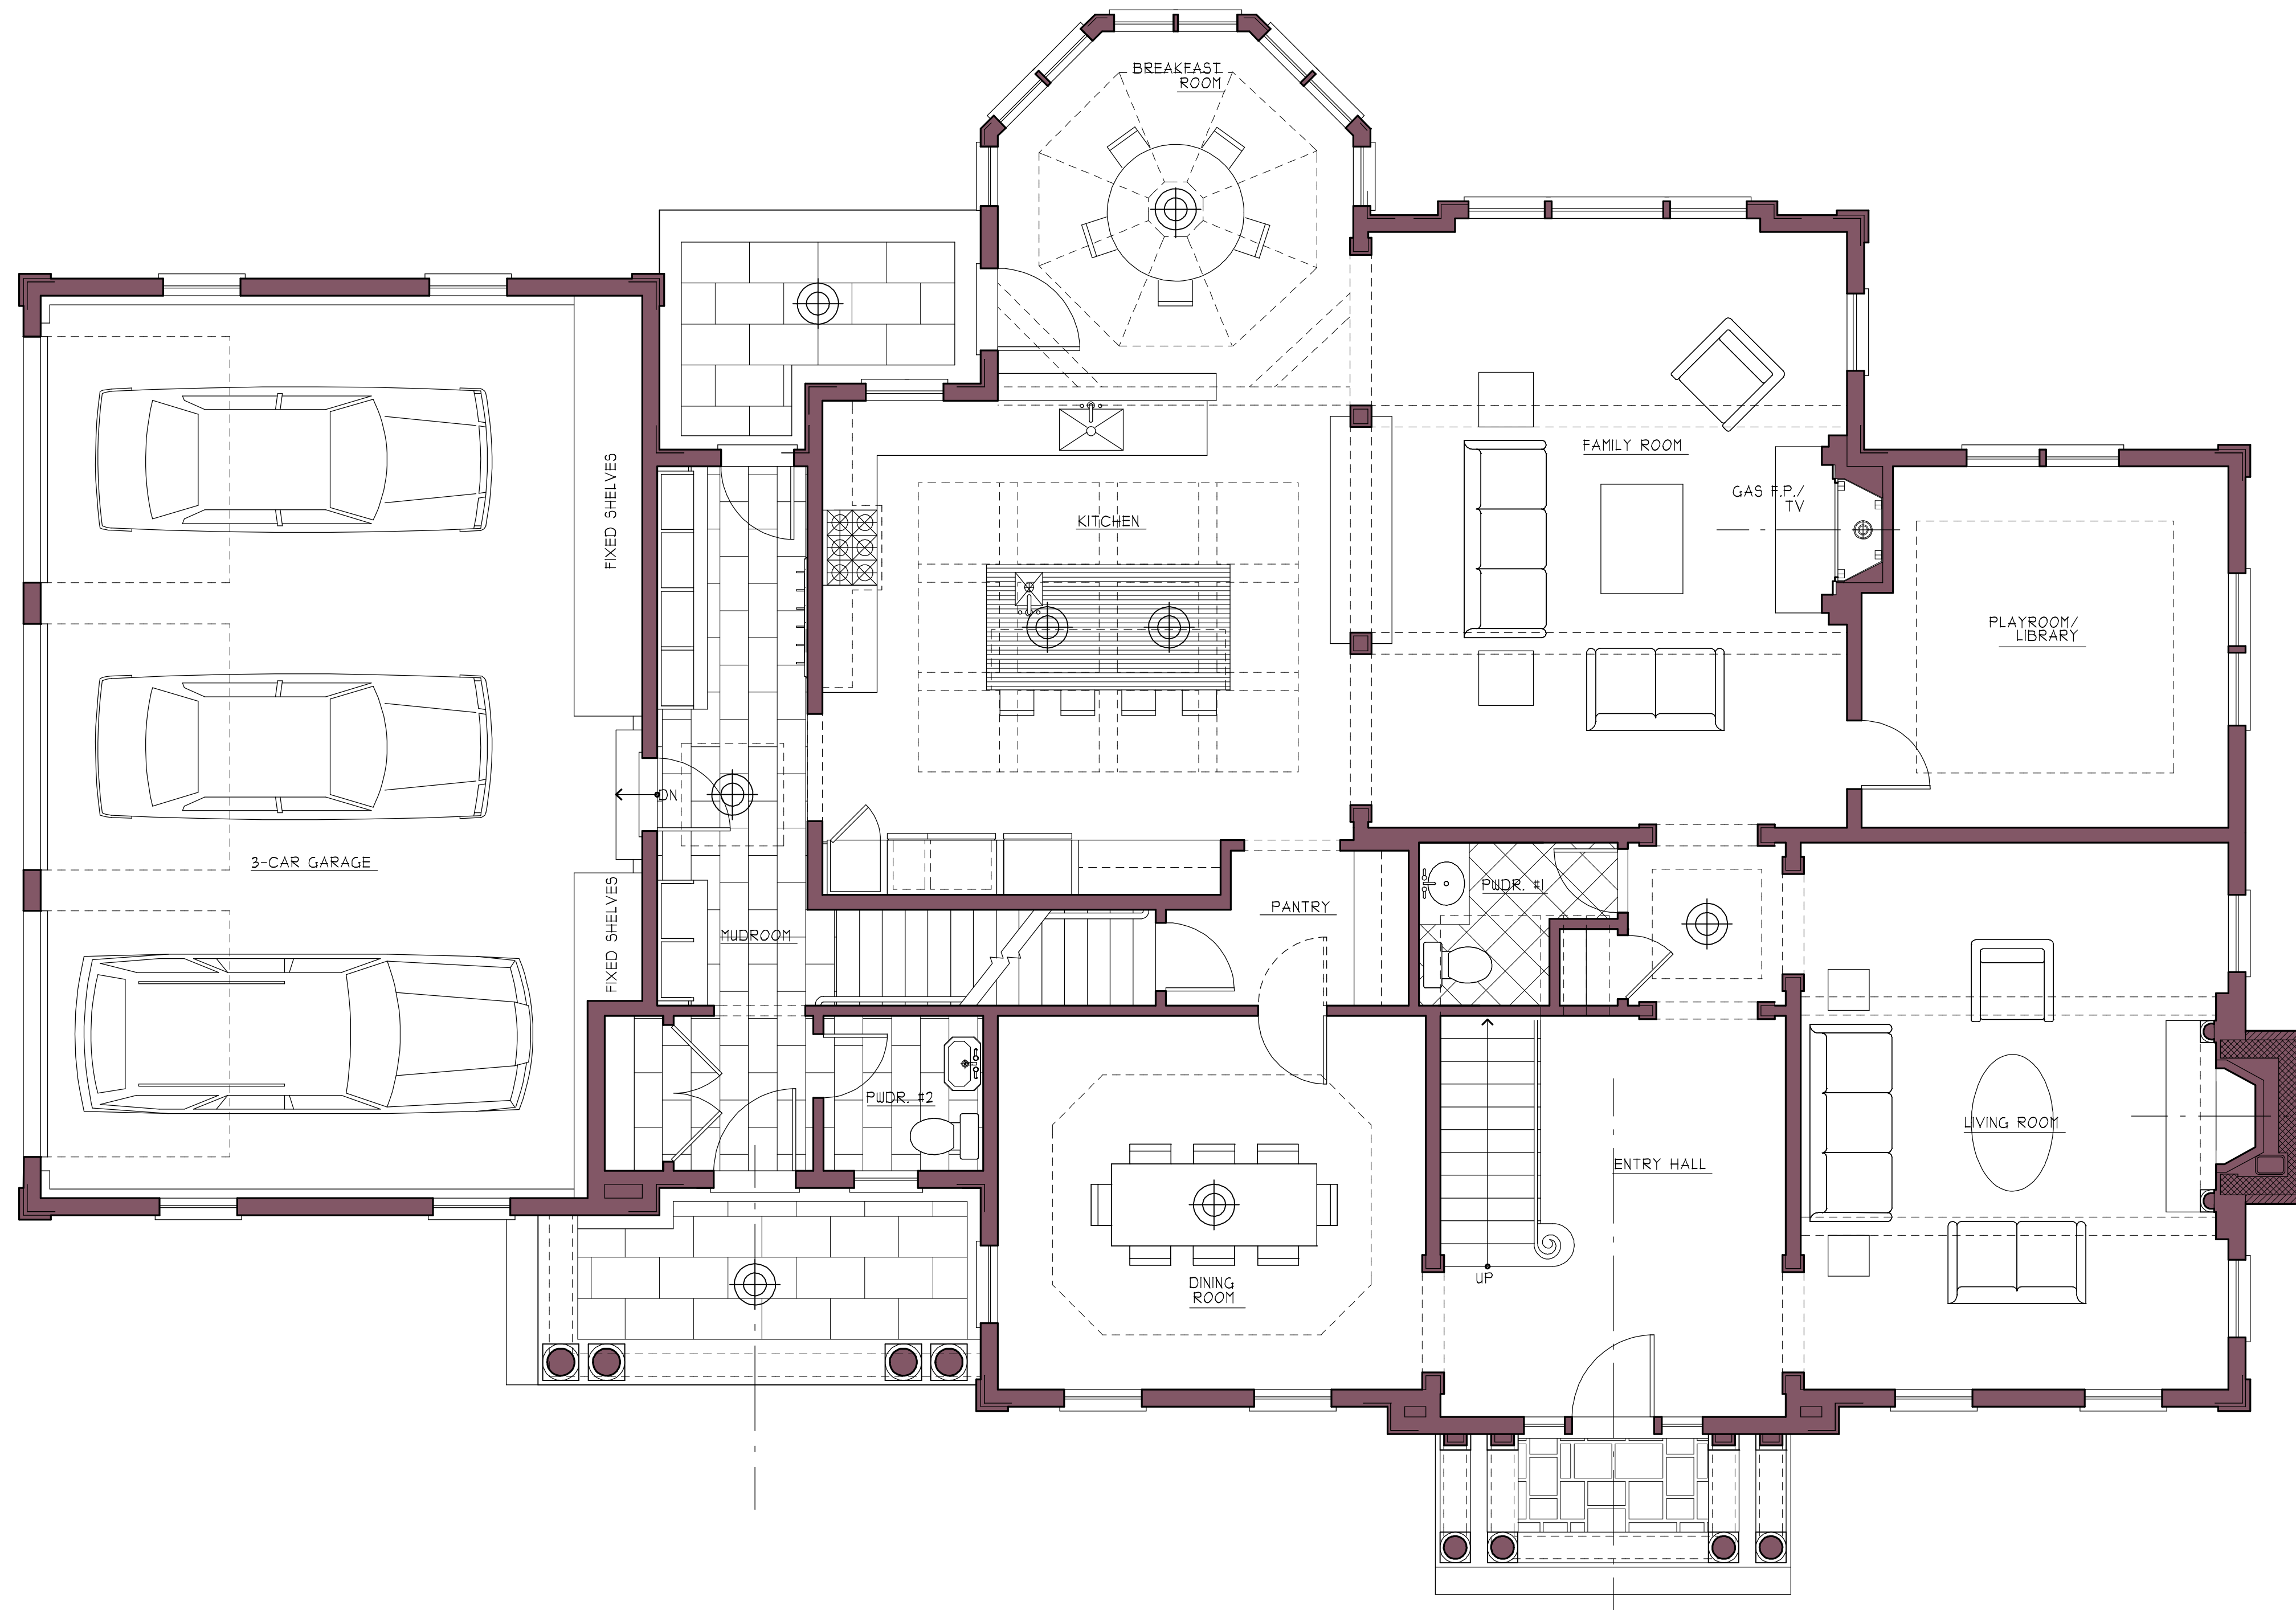 BREAKFAST
ROOM
FAMILY ROOM
FIXED SHELVES
GAS F.P./
TV
KITCHEN
PLAYROOM/
LIBRARY
DN
3-CAR GARAGE
PWDR. #1
PANTRY
FIXED SHELVES
MUDROOM
PWDR. #2
LIVING ROOM
ENTRY HALL
UP
DINING
ROOM